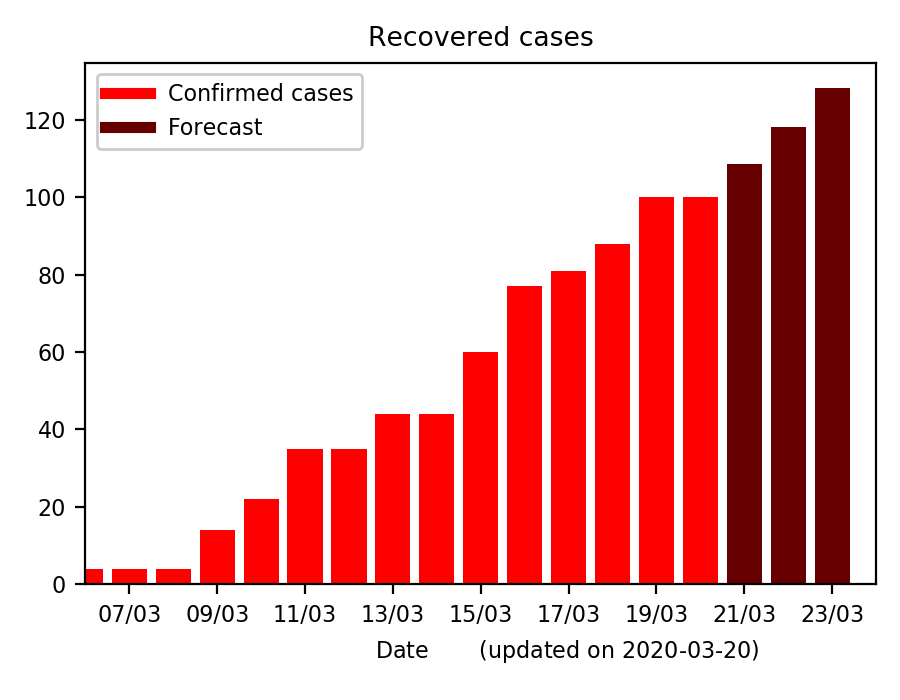 Recovered cases
Confirmed cases
Forecast
120
100
80
60
40
20
0
07/03 09/03 11/03 13/03 15/03 17/03 19/03 21/03 23/03
Date (updated on 2020-03-20)